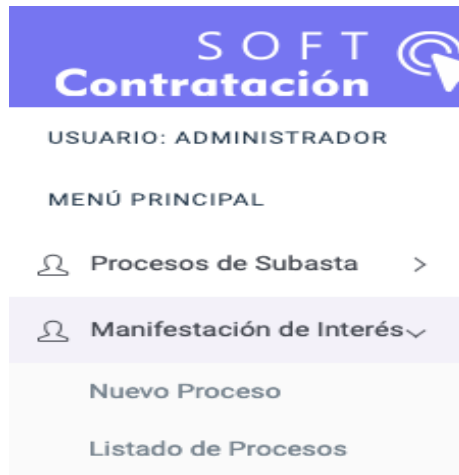 SOFT
Contratación
USUARIO: ADMINISTRADOR
MENÚ PRINCIPAL
Procesos de Subasta
Manifestación de Interés
Nuevo Proceso
Listado de Procesos